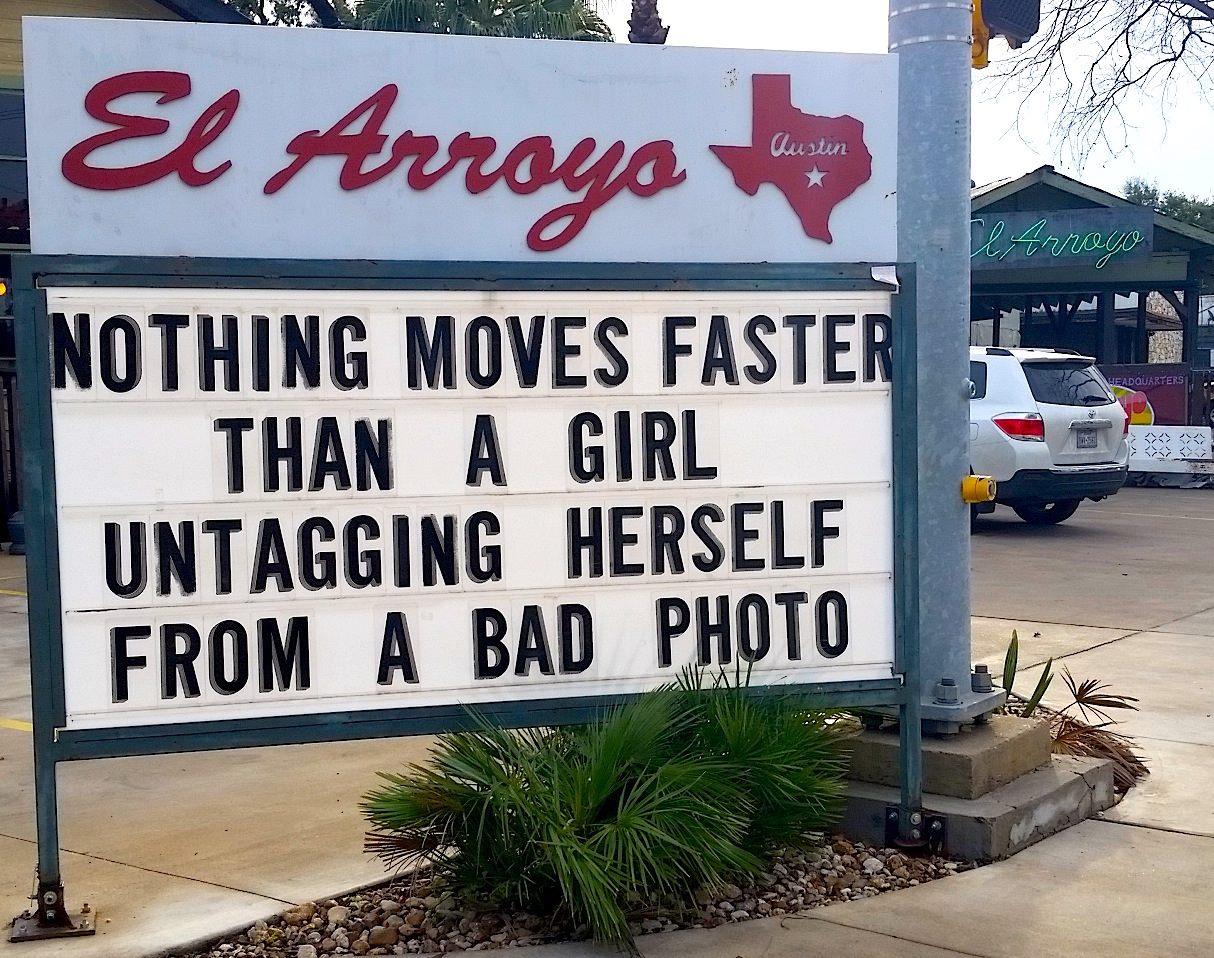 El Arroyo
Austin
NOTHING MOVES FASTER
THAN A GIRL
UNTAGGING HERSELF
FROM A BAD PHOTO
El Arroyo
HEADQUARTERS